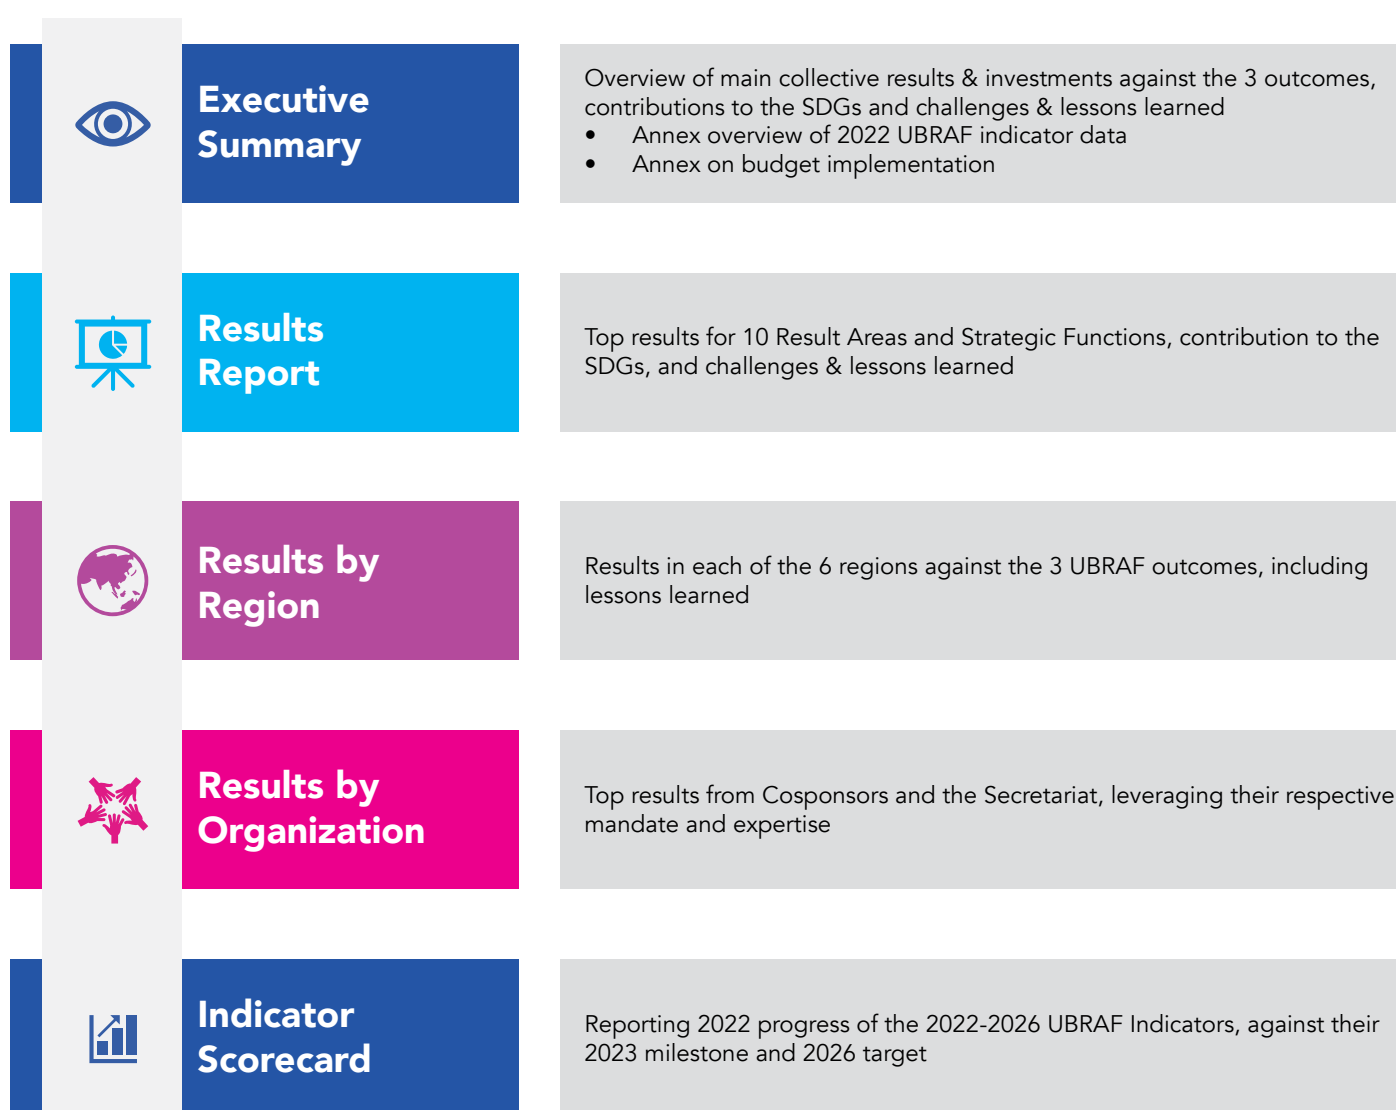 Executive
Summary
Overview of main collective results & investments against the 3 outcomes,
contributions to the SDGs and challenges & lessons learned
• Annex overview of 2022 UBRAF indicator data
• Annex on budget implementation
Results
Report
Top results for 10 Result Areas and Strategic Functions, contribution to the
SDGs, and challenges & lessons learned
Results by
Region
Results in each of the 6 regions against the 3 UBRAF outcomes, including
lessons learned
Results by
Organization
Top results from Cosponsors and the Secretariat, leveraging their respective
mandate and expertise
Indicator
Scorecard
Reporting 2022 progress of the 2022-2026 UBRAF Indicators, against their
2023 milestone and 2026 target